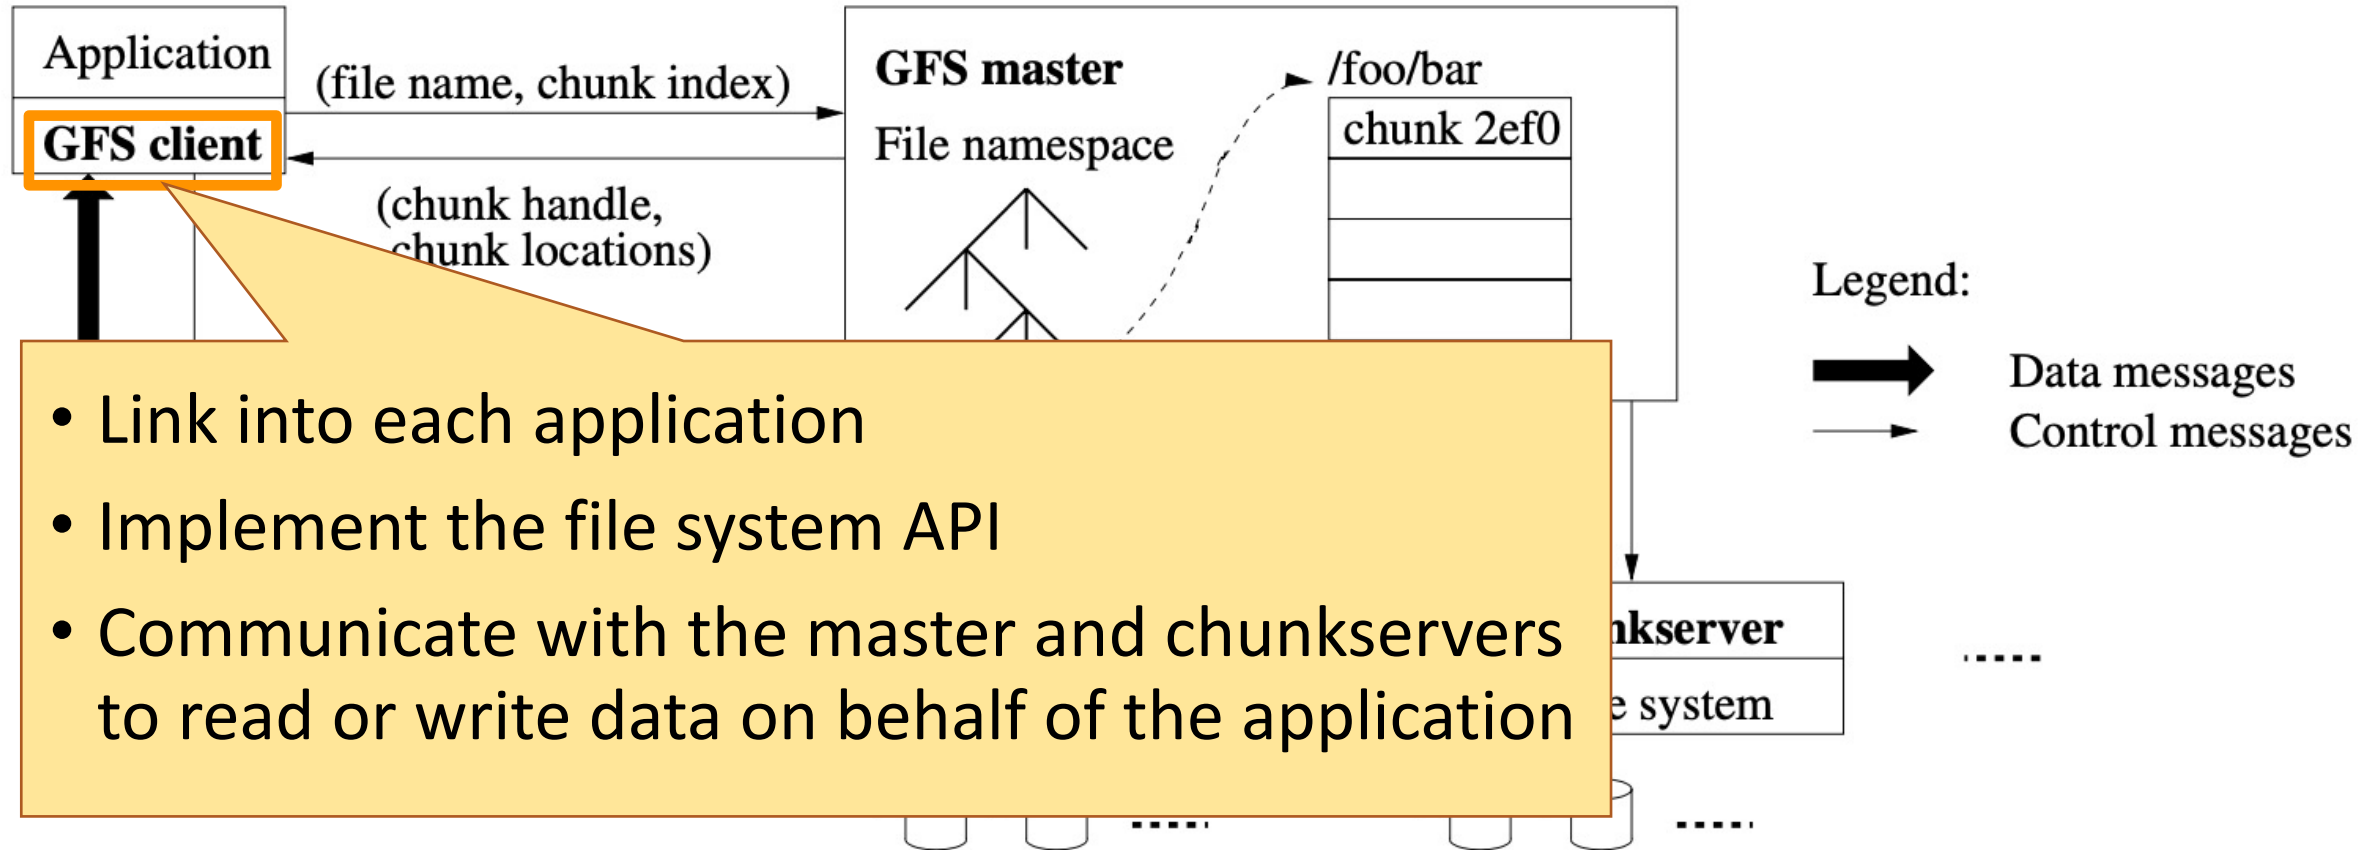 Application
GFS client
(file name, chunk index)
(chunk handle,
chunk locations)
GFS master
File namespace
/foo/bar
chunk 2ef0
Legend:
Data messages
Control messages
• Link into each application
• Implement the file system API
• Communicate with the master and chunkservers
to read or write data on behalf of the application
system